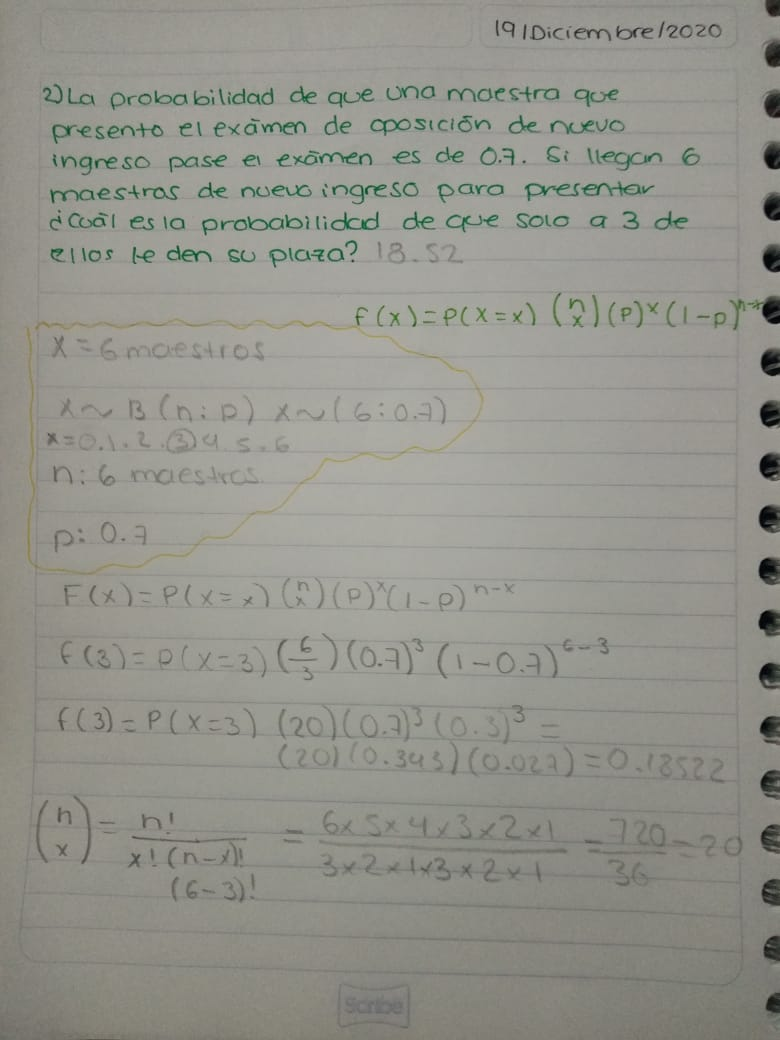 19/Diciembre/2020
2) La probabilidad de que una maestra que
presento el exámen de oposición de nuevo
ingreso pase el exámen es de 0.7. Si llegan 6
maestros de nuevo ingreso para presentar
¿Cuál es la probabilidad de que solo a 3 de
ellos le den su plaza? 18.52
f(x)=P(X=x) (n x) (p)^x (1-p)^n-x
X = 6 maestros
X~ B (n:p) x~(6:0.7)
x=0.1.2.③4.5.6
n: 6 maestros.
p: 0.7
F(x)=P(X=x) (n x) (p)^x (1-p)^n-x
f(3)=p(X=3) (6/3) (0.7)^3 (1-0.7)^6-3
f(3)=P(X=3) (20)(0.7)^3 (0.3)^3 =
(20)(0.343)(0.027)=0.18522
(n x) = n! / x!(n-x)! = 6x5x4x3x2x1 / 3x2x1x3x2x1 = 720/36 = 20
(6-3)!
Scribe